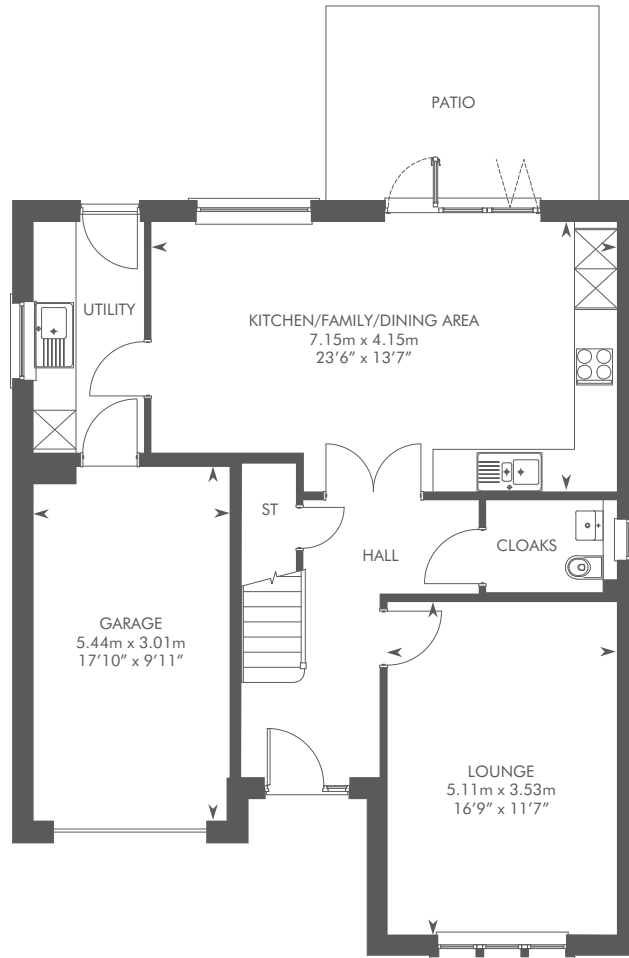 PATIO
UTILITY
KITCHEN/FAMILY/DINING AREA
7.15m x 4.15m
23’6” x 13’7”
ST
HALL
CLOAKS
GARAGE
5.44m x 3.01m
17’10” x 9’11”
LOUNGE
5.11m x 3.53m
16’9” x 11’7”